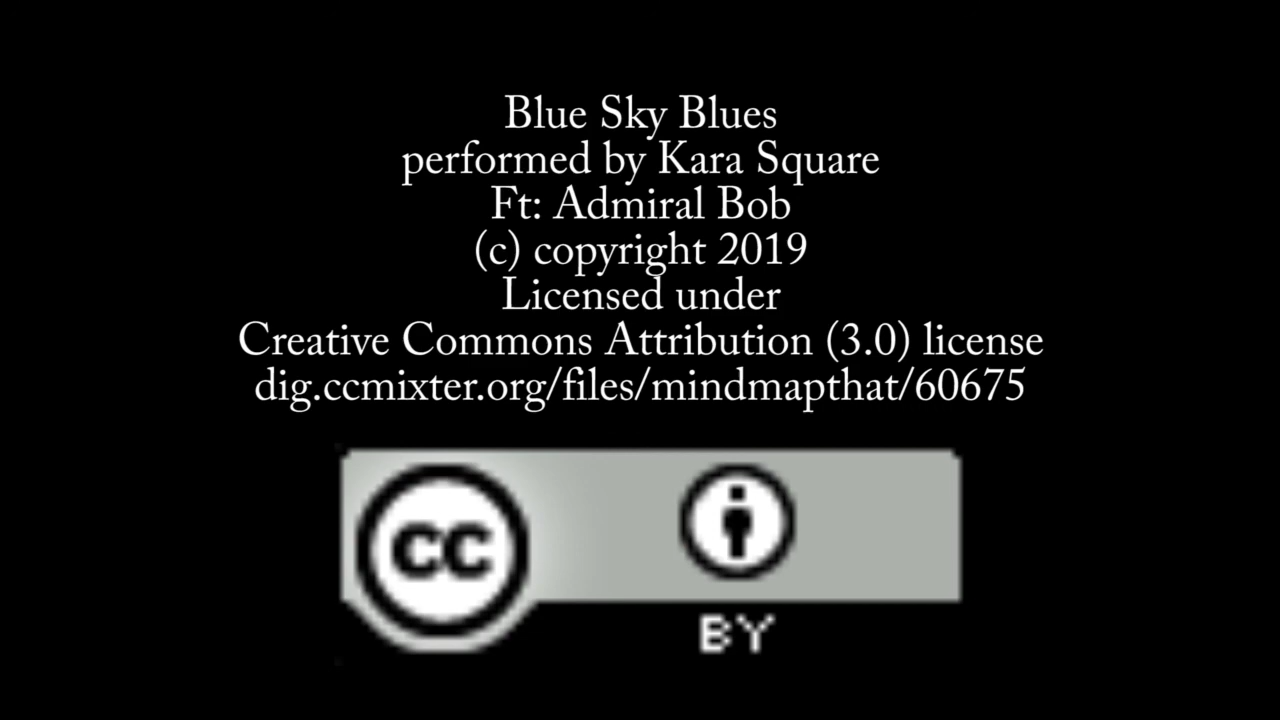 Blue Sky Blues
performed by Kara Square
Ft: Admiral Bob
(c) copyright 2019
Licensed under
Creative Commons Attribution (3.0) license
dig.ccmixter.org/files/mindmapthat/60675
cc
BY